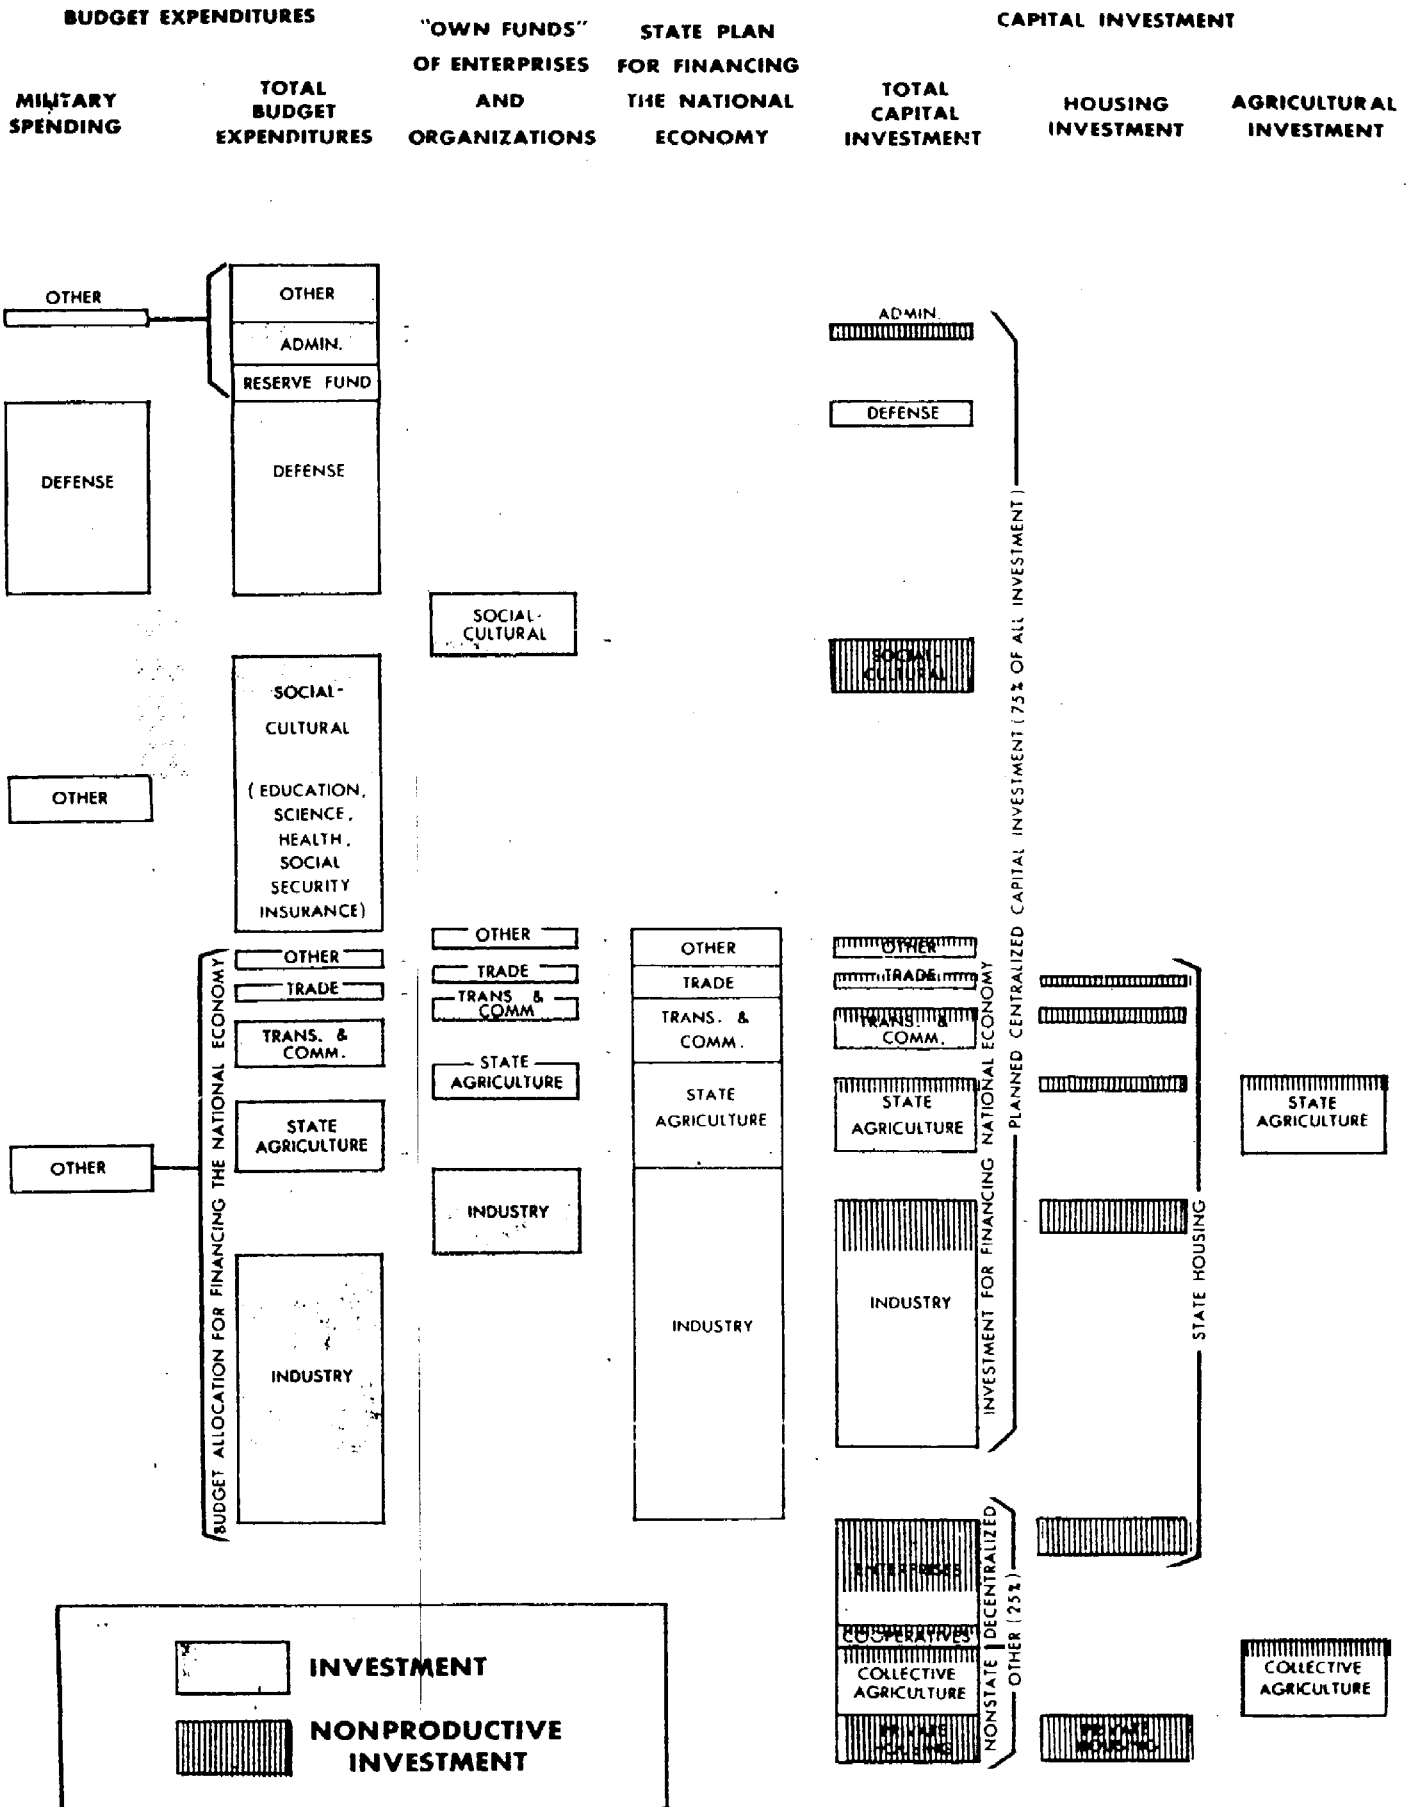 BUDGET EXPENDITURES
MILITARY
SPENDING
TOTAL
BUDGET
EXPENDITURES
"OWN FUNDS"
OF ENTERPRISES
AND
ORGANIZATIONS
STATE PLAN
FOR FINANCING
THE NATIONAL
ECONOMY
CAPITAL INVESTMENT
TOTAL
CAPITAL
INVESTMENT
HOUSING
INVESTMENT
AGRICULTURAL
INVESTMENT
OTHER
DEFENSE
OTHER
OTHER
OTHER
ADMIN.
RESERVE FUND
DEFENSE
SOCIAL-
CULTURAL
(EDUCATION,
SCIENCE,
HEALTH,
SOCIAL
SECURITY
INSURANCE)
BUDGET ALLOCATION FOR FINANCING THE NATIONAL ECONOMY
OTHER
TRADE
TRANS. &
COMM.
STATE
AGRICULTURE
INDUSTRY
SOCIAL-
CULTURAL
OTHER
TRADE
TRANS &
COMM
STATE
AGRICULTURE
INDUSTRY
OTHER
TRADE
TRANS. &
COMM.
STATE
AGRICULTURE
INDUSTRY
ADMIN.
DEFENSE
SOCIAL-
CULTURAL
OTHER
TRADE
TRANS. &
COMM.
STATE
AGRICULTURE
INDUSTRY
INVESTMENT FOR FINANCING NATIONAL ECONOMY
PLANNED CENTRALIZED CAPITAL INVESTMENT (75% OF ALL INVESTMENT)
ENTERPRISES
COOPERATIVES
COLLECTIVE
AGRICULTURE
PRIVATE
HOUSING
NONSTATE DECENTRALIZED
OTHER (25%)
STATE HOUSING
PRIVATE
HOUSING
STATE
AGRICULTURE
COLLECTIVE
AGRICULTURE
INVESTMENT
NONPRODUCTIVE
INVESTMENT